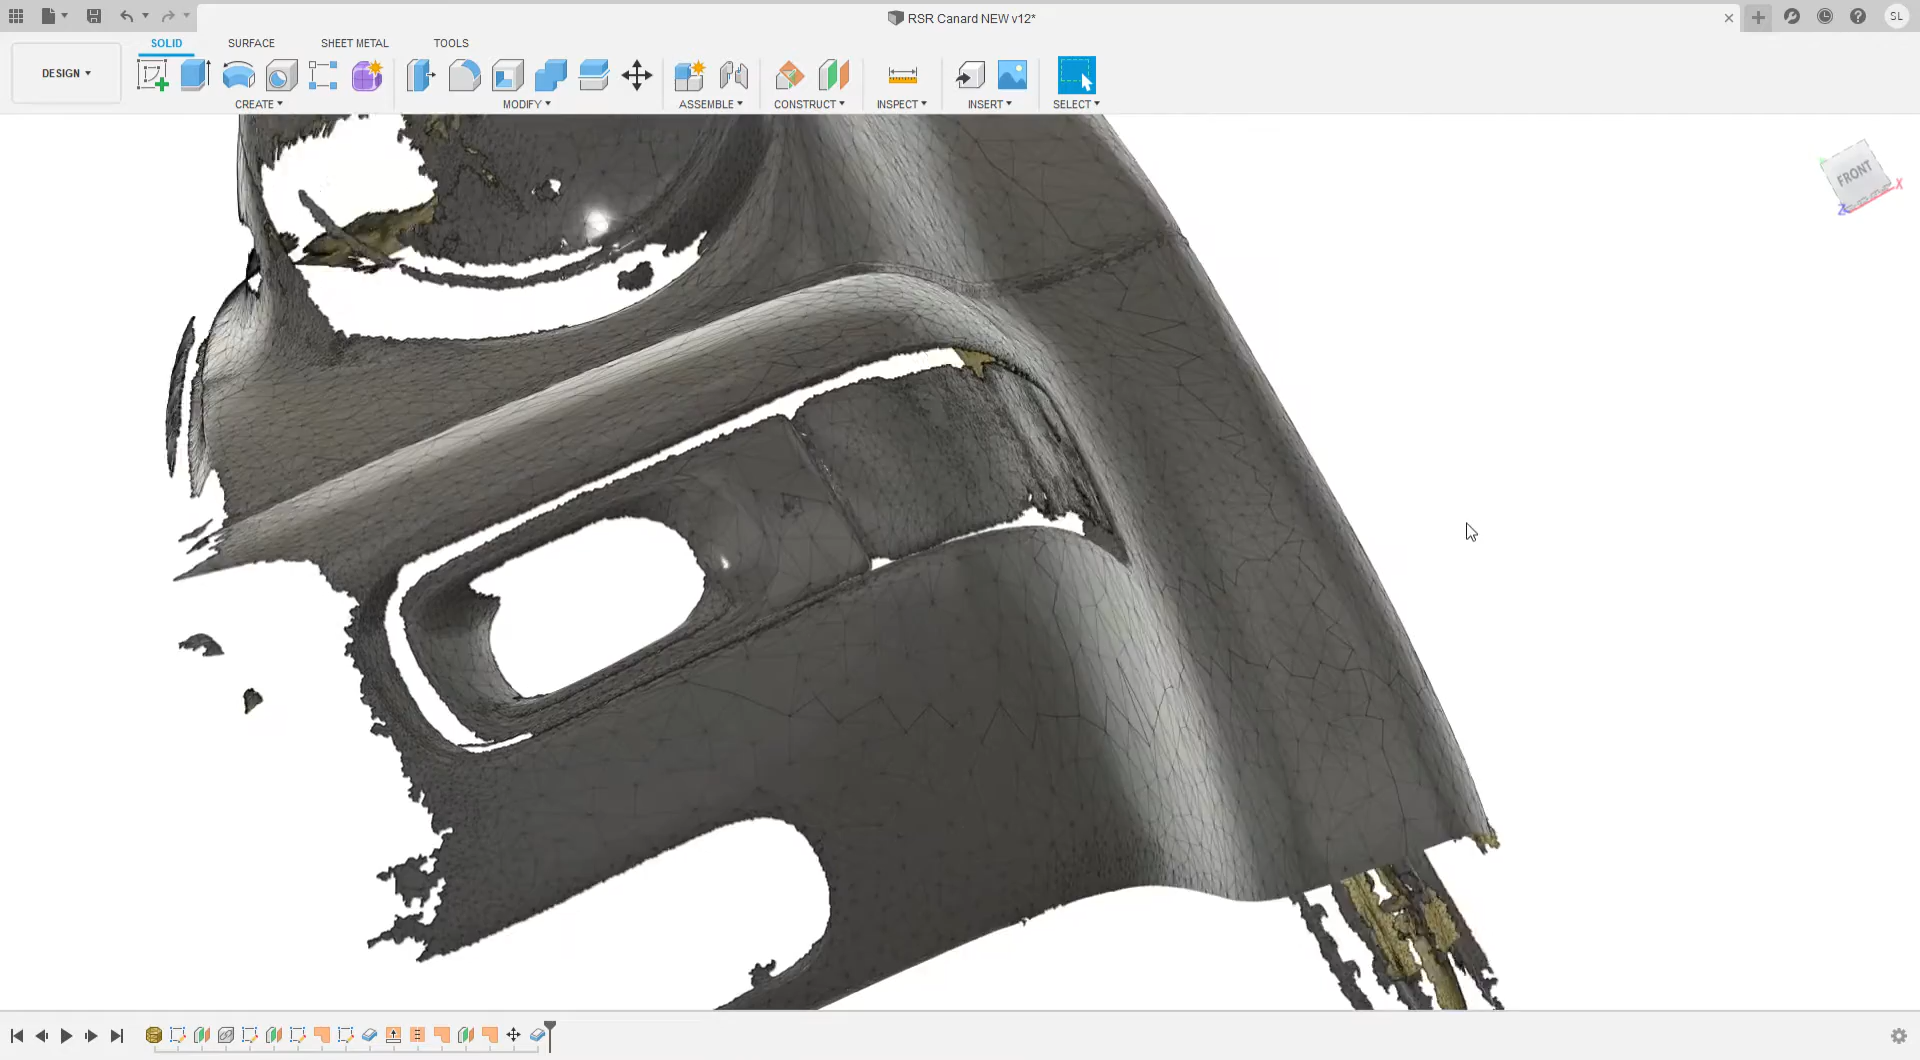 RSR Canard NEW v12*
SL
SOLID
SURFACE
SHEET METAL
TOOLS
DESIGN
CREATE
MODIFY
ASSEMBLE
CONSTRUCT
INSPECT
INSERT
SELECT
FRONT
X
Z